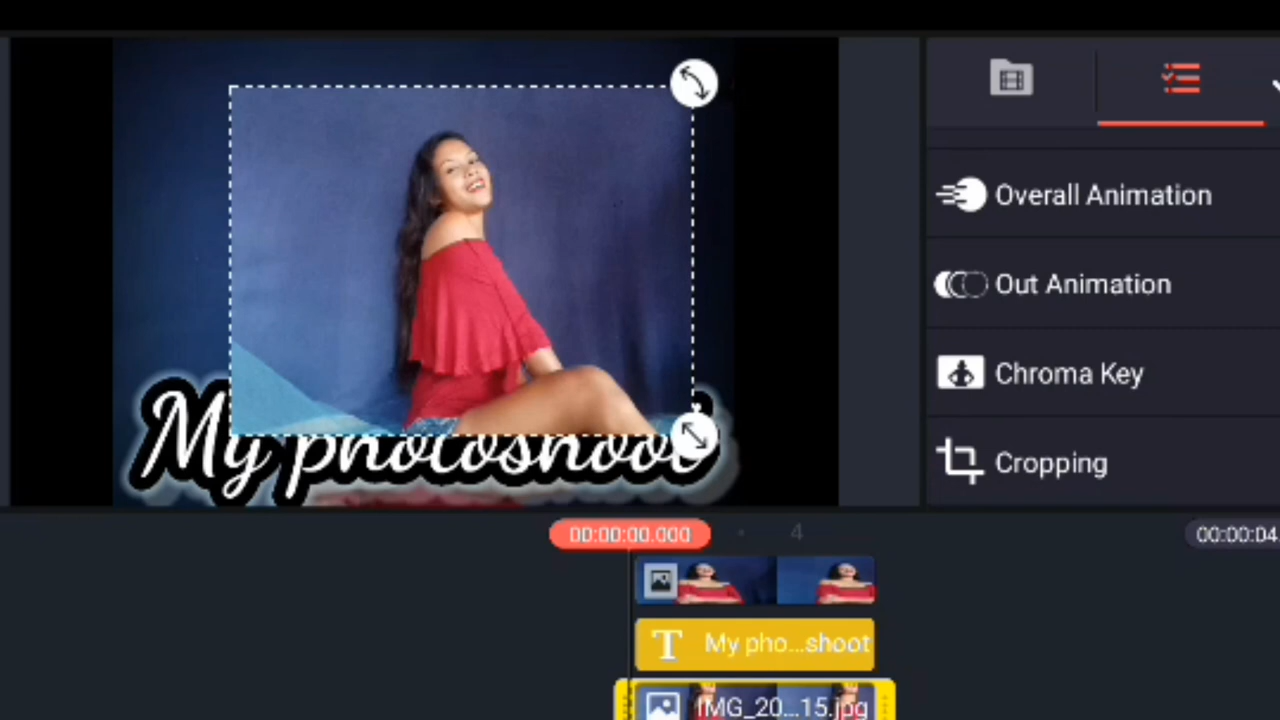 Overall Animation
Out Animation
Chroma Key
Cropping
My photoshoot
00:00:00.000
4
00:00:04
My pho...shoot
IMG_20...15.jpg